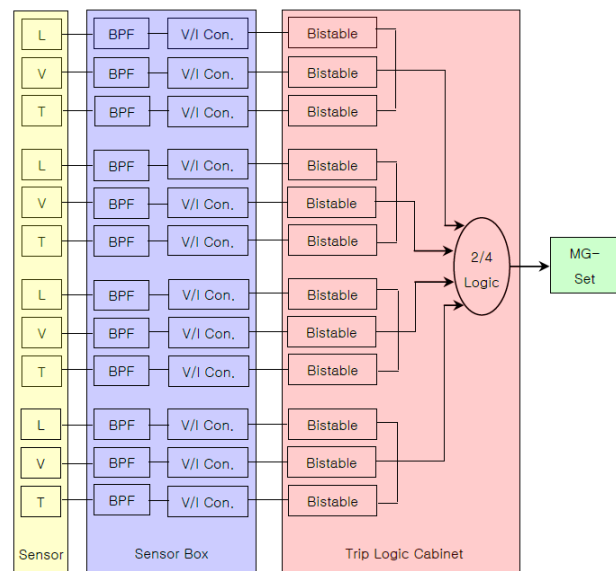 L BPF V/I Con. Bistable
V BPF V/I Con. Bistable
T BPF V/I Con. Bistable
L BPF V/I Con. Bistable
V BPF V/I Con. Bistable
T BPF V/I Con. Bistable
2/4
Logic
MG-
Set
L BPF V/I Con. Bistable
V BPF V/I Con. Bistable
T BPF V/I Con. Bistable
L BPF V/I Con. Bistable
V BPF V/I Con. Bistable
T BPF V/I Con. Bistable
Sensor Sensor Box Trip Logic Cabinet